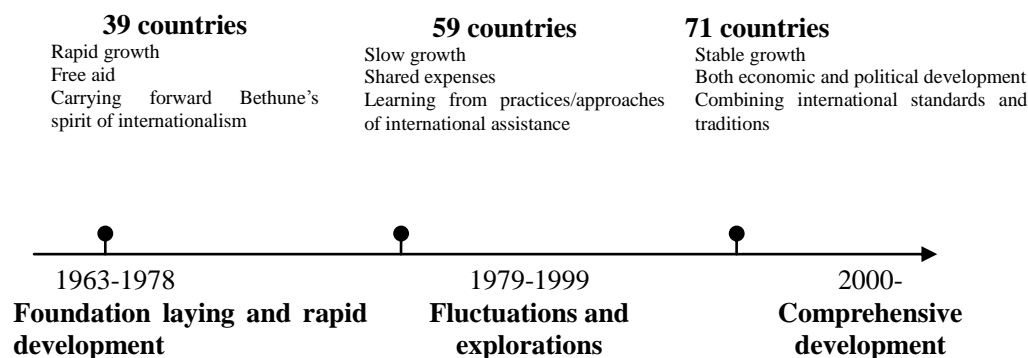 39 countries
Rapid growth
Free aid
Carrying forward Bethune's
spirit of internationalism
59 countries
Slow growth
Shared expenses
Learning from practices/approaches
of international assistance
71 countries
Stable growth
Both economic and political development
Combining international standards and
traditions
1963-1978
Foundation laying and rapid
development
1979-1999
Fluctuations and
explorations
2000-
Comprehensive
development